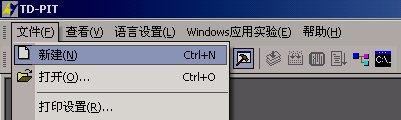 TD-PIT
文件(F) 查看(V) 语言设置(L) Windows应用实验(E) 帮助(H)
新建(N) Ctrl+N
打开(O)... Ctrl+O
打印设置(R)...